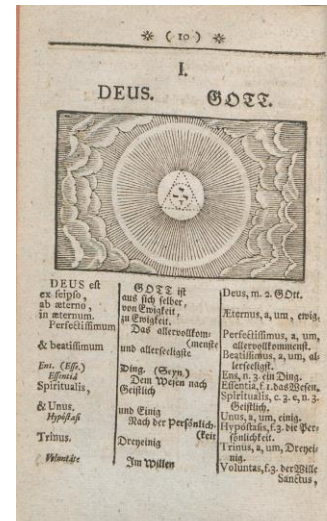 ( 10 )
I.
DEUS. GOTT.
DEUS est
ex seipso,
ab æterno,
in æternum.
Perfectissimum
& beatissimum
Ens. (Esse.)
Essentiâ
Spiritualis,
& Unus.
Hypostasi
Trinus.
Voluntate
GOTT ist
aus sich selber,
von Ewigkeit,
zu Ewigkeit.
Das allervollkom-
(menste
und allerseeligste
Ding. (Seyn.)
Dem Wesen nach
Geistlich
und Einig
Nach der Persönlich-
(keit
Dreyeinig
Im Willen
Deus, m. 2. GOtt.
Æternus, a, um, ewig.
Perfectissimus, a, um,
allervollkommenst.
Beatissimus, a, um, al-
lerseeligst.
Ens, n. 3. ein Ding.
Essentia, f. 1. das Wesen.
Spiritualis, c. 3. e, n. 3.
Geistlich.
Unus, a, um, einig.
Hypostasis, f. 3. die Per-
sönlichkeit.
Trinus, a, um, Dreyei-
nig.
Voluntas, f. 3. der Wille
Sanctus,